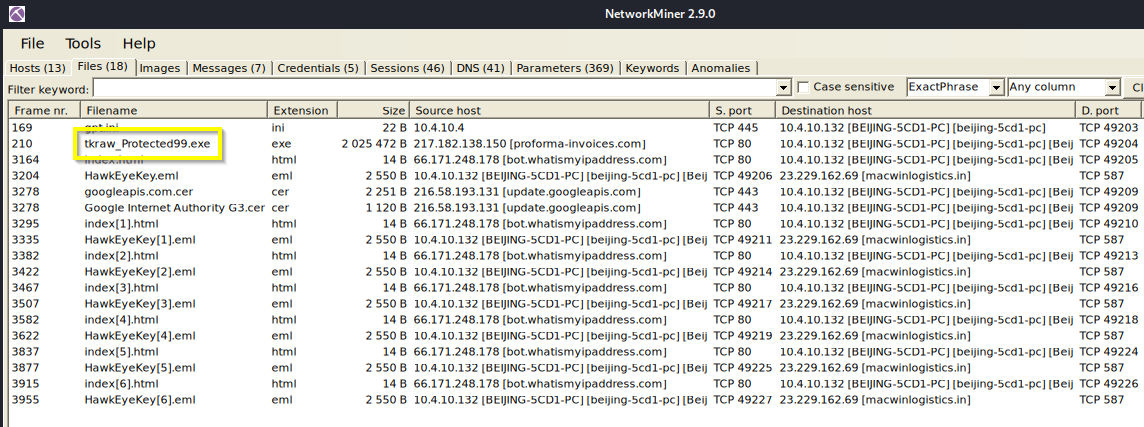 NetworkMiner 2.9.0
File Tools Help
Hosts (13) Files (18) Images Messages (7) Credentials (5) Sessions (46) DNS (41) Parameters (369) Keywords Anomalies
Filter keyword: Case sensitive ExactPhrase Any column Cl
Frame nr. Filename Extension Size Source host S. port Destination host D. port
169 gpt.ini ini 22 B 10.4.10.4 TCP 445 10.4.10.132 [BEIJING-5CD1-PC] [beijing-5cd1-pc] TCP 49203
210 tkraw_Protected99.exe exe 2 025 472 B 217.182.138.150 [proforma-invoices.com] TCP 80 10.4.10.132 [BEIJING-5CD1-PC] [beijing-5cd1-pc] [Beij TCP 49204
3164 index.html html 14 B 66.171.248.178 [bot.whatismyipaddress.com] TCP 80 10.4.10.132 [BEIJING-5CD1-PC] [beijing-5cd1-pc] [Beij TCP 49205
3204 HawkEyeKey.eml eml 2 550 B 10.4.10.132 [BEIJING-5CD1-PC] [beijing-5cd1-pc] [Beij TCP 49206 23.229.162.69 [macwinlogistics.in] TCP 587
3278 googleapis.com.cer cer 2 251 B 216.58.193.131 [update.googleapis.com] TCP 443 10.4.10.132 [BEIJING-5CD1-PC] [beijing-5cd1-pc] [Beij TCP 49209
3278 Google Internet Authority G3.cer cer 1 120 B 216.58.193.131 [update.googleapis.com] TCP 443 10.4.10.132 [BEIJING-5CD1-PC] [beijing-5cd1-pc] [Beij TCP 49209
3295 index[1].html html 14 B 66.171.248.178 [bot.whatismyipaddress.com] TCP 80 10.4.10.132 [BEIJING-5CD1-PC] [beijing-5cd1-pc] [Beij TCP 49210
3335 HawkEyeKey[1].eml eml 2 550 B 10.4.10.132 [BEIJING-5CD1-PC] [beijing-5cd1-pc] [Beij TCP 49211 23.229.162.69 [macwinlogistics.in] TCP 587
3382 index[2].html html 14 B 66.171.248.178 [bot.whatismyipaddress.com] TCP 80 10.4.10.132 [BEIJING-5CD1-PC] [beijing-5cd1-pc] [Beij TCP 49213
3422 HawkEyeKey[2].eml eml 2 550 B 10.4.10.132 [BEIJING-5CD1-PC] [beijing-5cd1-pc] [Beij TCP 49214 23.229.162.69 [macwinlogistics.in] TCP 587
3467 index[3].html html 14 B 66.171.248.178 [bot.whatismyipaddress.com] TCP 80 10.4.10.132 [BEIJING-5CD1-PC] [beijing-5cd1-pc] [Beij TCP 49216
3507 HawkEyeKey[3].eml eml 2 550 B 10.4.10.132 [BEIJING-5CD1-PC] [beijing-5cd1-pc] [Beij TCP 49217 23.229.162.69 [macwinlogistics.in] TCP 587
3582 index[4].html html 14 B 66.171.248.178 [bot.whatismyipaddress.com] TCP 80 10.4.10.132 [BEIJING-5CD1-PC] [beijing-5cd1-pc] [Beij TCP 49218
3622 HawkEyeKey[4].eml eml 2 550 B 10.4.10.132 [BEIJING-5CD1-PC] [beijing-5cd1-pc] [Beij TCP 49219 23.229.162.69 [macwinlogistics.in] TCP 587
3837 index[5].html html 14 B 66.171.248.178 [bot.whatismyipaddress.com] TCP 80 10.4.10.132 [BEIJING-5CD1-PC] [beijing-5cd1-pc] [Beij TCP 49224
3877 HawkEyeKey[5].eml eml 2 550 B 10.4.10.132 [BEIJING-5CD1-PC] [beijing-5cd1-pc] [Beij TCP 49225 23.229.162.69 [macwinlogistics.in] TCP 587
3915 index[6].html html 14 B 66.171.248.178 [bot.whatismyipaddress.com] TCP 80 10.4.10.132 [BEIJING-5CD1-PC] [beijing-5cd1-pc] [Beij TCP 49226
3955 HawkEyeKey[6].eml eml 2 550 B 10.4.10.132 [BEIJING-5CD1-PC] [beijing-5cd1-pc] [Beij TCP 49227 23.229.162.69 [macwinlogistics.in] TCP 587